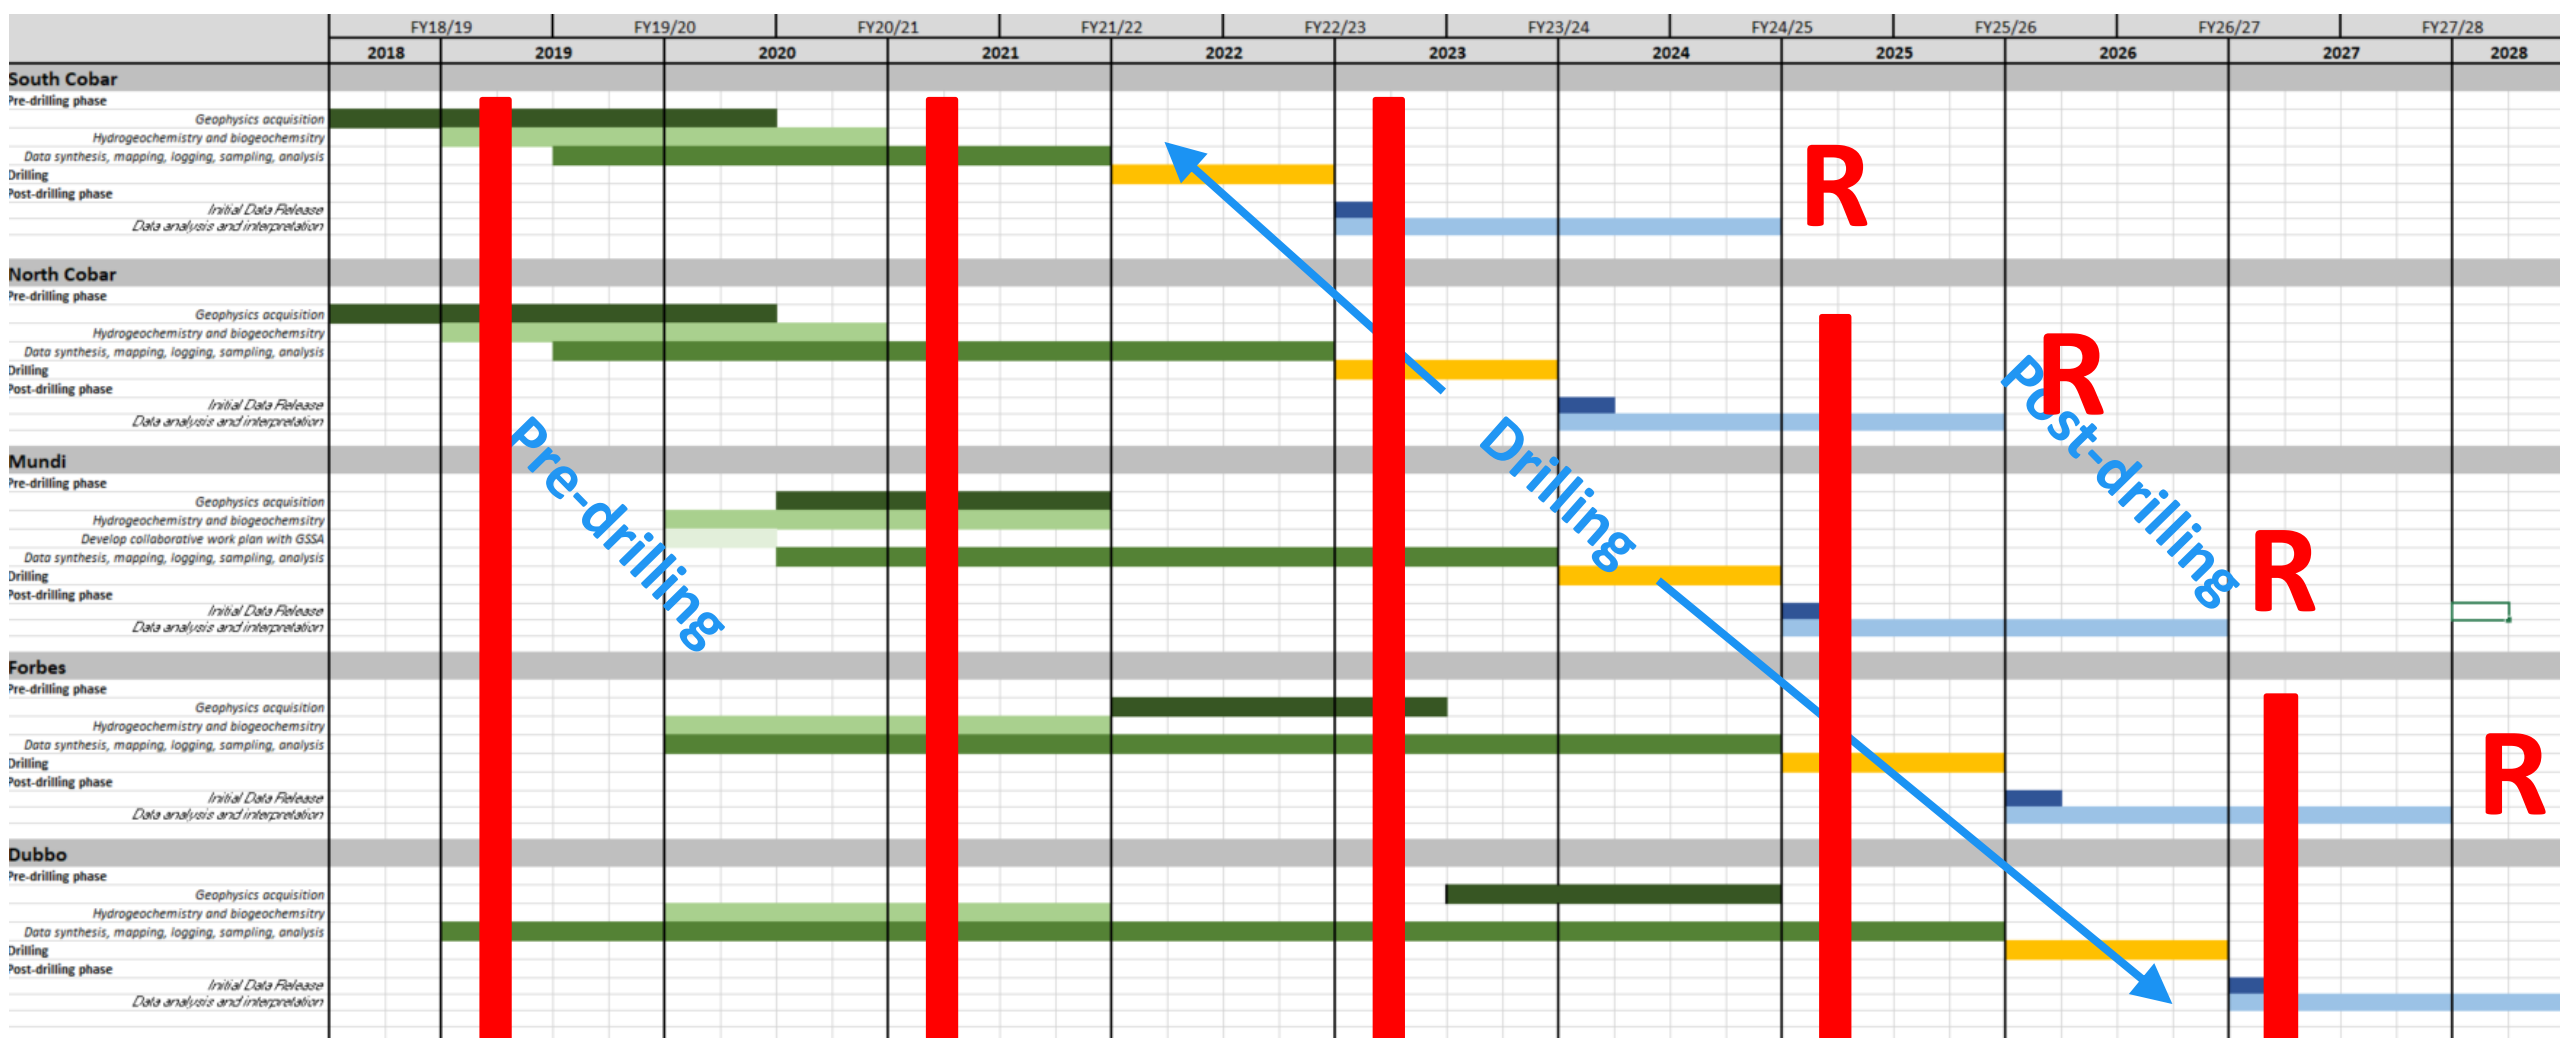 FY18/19 FY19/20 FY20/21 FY21/22 FY22/23 FY23/24 FY24/25 FY25/26 FY26/27 FY27/28
2018 2019 2020 2021 2022 2023 2024 2025 2026 2027 2028
South Cobar
Pre-drilling phase
Geophysics acquisition
Hydrogeochemistry and biogeochemsitry
Data synthesis, mapping, logging, sampling, analysis
Drilling
Post-drilling phase
Initial Data Release
Data analysis and interpretation
R
North Cobar
Pre-drilling phase
Geophysics acquisition
Hydrogeochemistry and biogeochemsitry
Data synthesis, mapping, logging, sampling, analysis
Drilling
Post-drilling phase
Initial Data Release
Data analysis and interpretation
R
Pre-drilling
Drilling
Post-drilling
Mundi
Pre-drilling phase
Geophysics acquisition
Hydrogeochemistry and biogeochemsitry
Develop collaborative work plan with GSSA
Data synthesis, mapping, logging, sampling, analysis
Drilling
Post-drilling phase
Initial Data Release
Data analysis and interpretation
R
Forbes
Pre-drilling phase
Geophysics acquisition
Hydrogeochemistry and biogeochemsitry
Data synthesis, mapping, logging, sampling, analysis
Drilling
Post-drilling phase
Initial Data Release
Data analysis and interpretation
R
Dubbo
Pre-drilling phase
Geophysics acquisition
Hydrogeochemistry and biogeochemsitry
Data synthesis, mapping, logging, sampling, analysis
Drilling
Post-drilling phase
Initial Data Release
Data analysis and interpretation